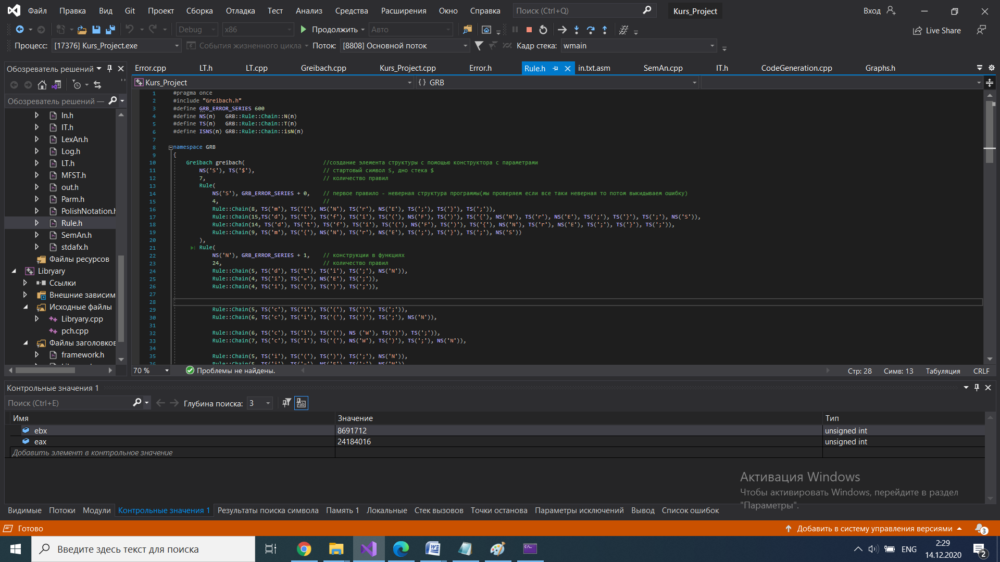 Файл Правка Вид Git Проект Сборка Отладка Тест Анализ Средства Расширения Окно Справка Поиск (Ctrl+Q) Kurs_Project Вход
Debug x86 Продолжить Авто Live Share
Процесс: [17376] Kurs_Project.exe События жизненного цикла Поток: [8808] Основной поток Кадр стека: wmain
Обозреватель решений
Error.cpp LT.h LT.cpp Greibach.cpp Kurs_Project.cpp Error.h Rule.h in.txt.asm SemAn.cpp IT.h CodeGeneration.cpp Graphs.h
Kurs_Project {} GRB
Обозреватель решений —
In.h
IT.h
LexAn.h
Log.h
LT.h
MFST.h
out.h
Parm.h
PolishNotation.h
Rule.h
SemAn.h
stdafx.h
Файлы ресурсов
Libryary
Ссылки
Внешние зависим
Исходные файлы
Libryary.cpp
pch.cpp
Файлы заголовков
framework.h
1 #pragma once
2 #include "Greibach.h"
3 #define GRB_ERROR_SERIES 600
4 #define NS(n) GRB::Rule::Chain::N(n)
5 #define TS(n) GRB::Rule::Chain::T(n)
6 #define ISNS(n) GRB::Rule::Chain::isN(n)
7
8 namespace GRB
9 {
10 Greibach greibach( //создание элемента структуры с помощью конструктора с параметрами
11 NS('S'), TS('$'), // стартовый символ S, дно стека $
12 7, // количество правил
13 Rule(
14 NS('S'), GRB_ERROR_SERIES + 0, // первое правило - неверная структура программы(мы проверяем если все таки неверная то потом выкидываем ошибку)
15 4, //
16 Rule::Chain(8, TS('m'), TS('{'), NS('N'), TS('r'), NS('E'), TS(';'), TS('}'), TS(';')),
17 Rule::Chain(15,TS('d'), TS('t'), TS('f'), TS('i'), TS('('), NS('F'), TS(')'), TS('{'), NS('N'), TS('r'), NS('E'), TS(';'), TS('}'), TS(';'), NS('S')),
18 Rule::Chain(14, TS('d'), TS('t'), TS('f'), TS('i'), TS('('), NS('F'), TS(')'), TS('{'), NS('N'), TS('r'), NS('E'), TS(';'), TS('}'), TS(';')),
19 Rule::Chain(9, TS('m'), TS('{'), NS('N'), TS('r'), NS('E'), TS(';'), TS('}'), TS(';'), NS('S'))
20 ),
21 Rule(
22 NS('N'), GRB_ERROR_SERIES + 1, // конструкции в функциях
23 24, // количество правил
24 Rule::Chain(5, TS('d'), TS('t'), TS('i'), TS(';'), NS('N')),
25 Rule::Chain(4, TS('i'), TS('='), NS('E'), TS(';')),
26 Rule::Chain(4, TS('i'), TS('('), TS(')'), TS(';')),
27
28
29 Rule::Chain(5, TS('c'), TS('i'), TS('('), TS(')'), TS(';')),
30 Rule::Chain(6, TS('c'), TS('i'), TS('('), TS(')'), TS(';'), NS('N')),
31
32 Rule::Chain(6, TS('c'), TS('i'), TS('('), NS ('W'), TS(')'), TS(';')),
33 Rule::Chain(7, TS('c'), TS('i'), TS('('), NS('W'), TS(')'), TS(';'), NS('N')),
34
35 Rule::Chain(5, TS('i'), TS('('), TS(')'), TS(';'), NS('N')),
36 Rule::Chain(5, TS('i'), TS('='), NS('E'), TS(';'), NS('N')),
70 % Проблемы не найдены. Стр: 28 Симв: 13 Табуляция CRLF
Контрольные значения 1
Поиск (Ctrl+E) Глубина поиска: 3
Имя Значение Тип
ebx 8691712 unsigned int
eax 24184016 unsigned int
Добавить элемент в контрольное значение
Активация Windows
Чтобы активировать Windows, перейдите в раздел
"Параметры".
Видимые Потоки Модули Контрольные значения 1 Результаты поиска символа Память 1 Локальные Стек вызовов Точки останова Параметры исключений Вывод Список ошибок
Готово Добавить в систему управления версиями 3
Введите здесь текст для поиска ENG 2:29
14.12.2020 2